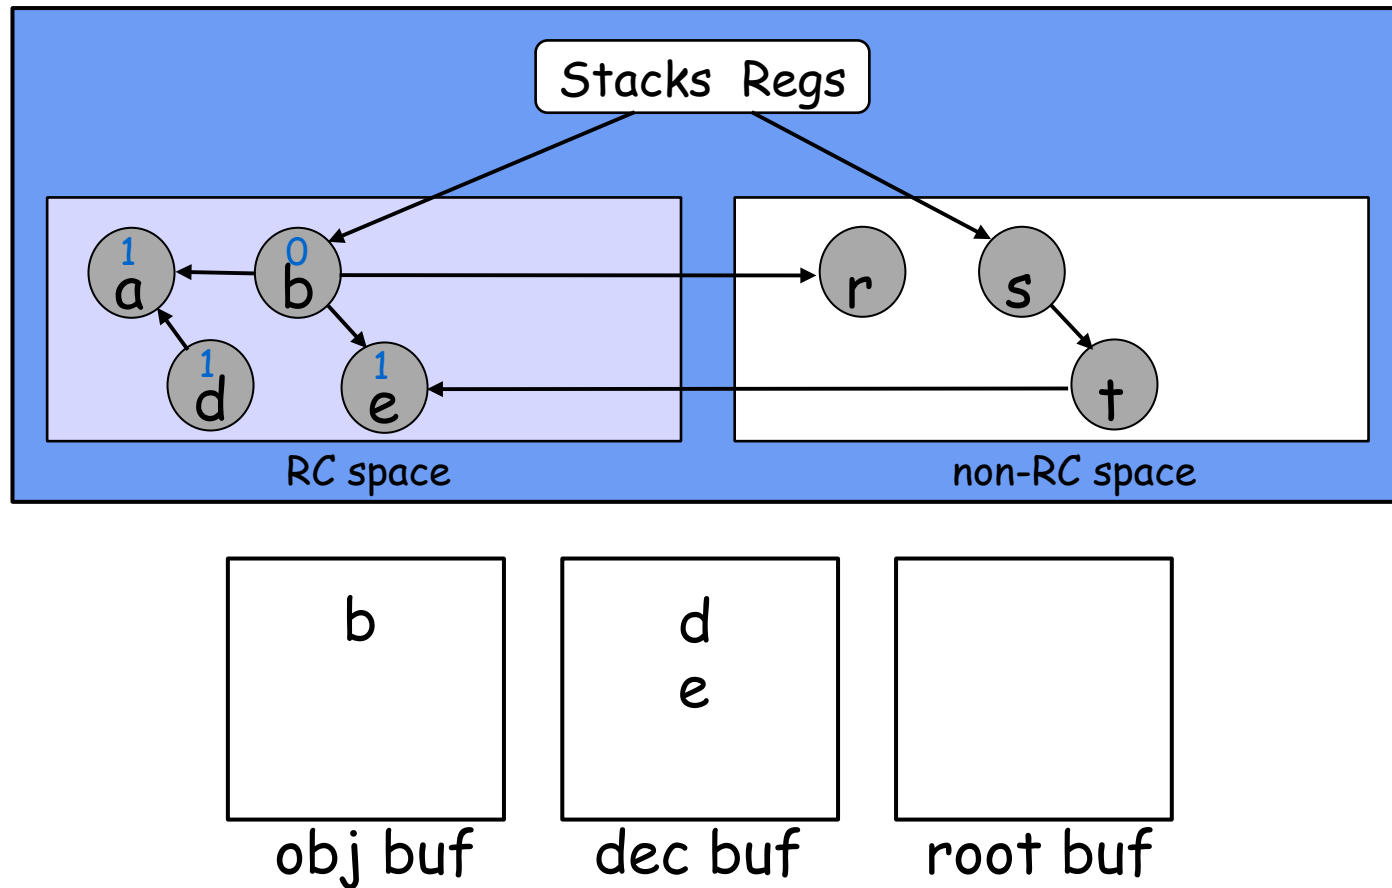 Stacks Regs
1 0
a b r s
1 1
d e t
RC space non-RC space
b d
e
obj buf dec buf root buf